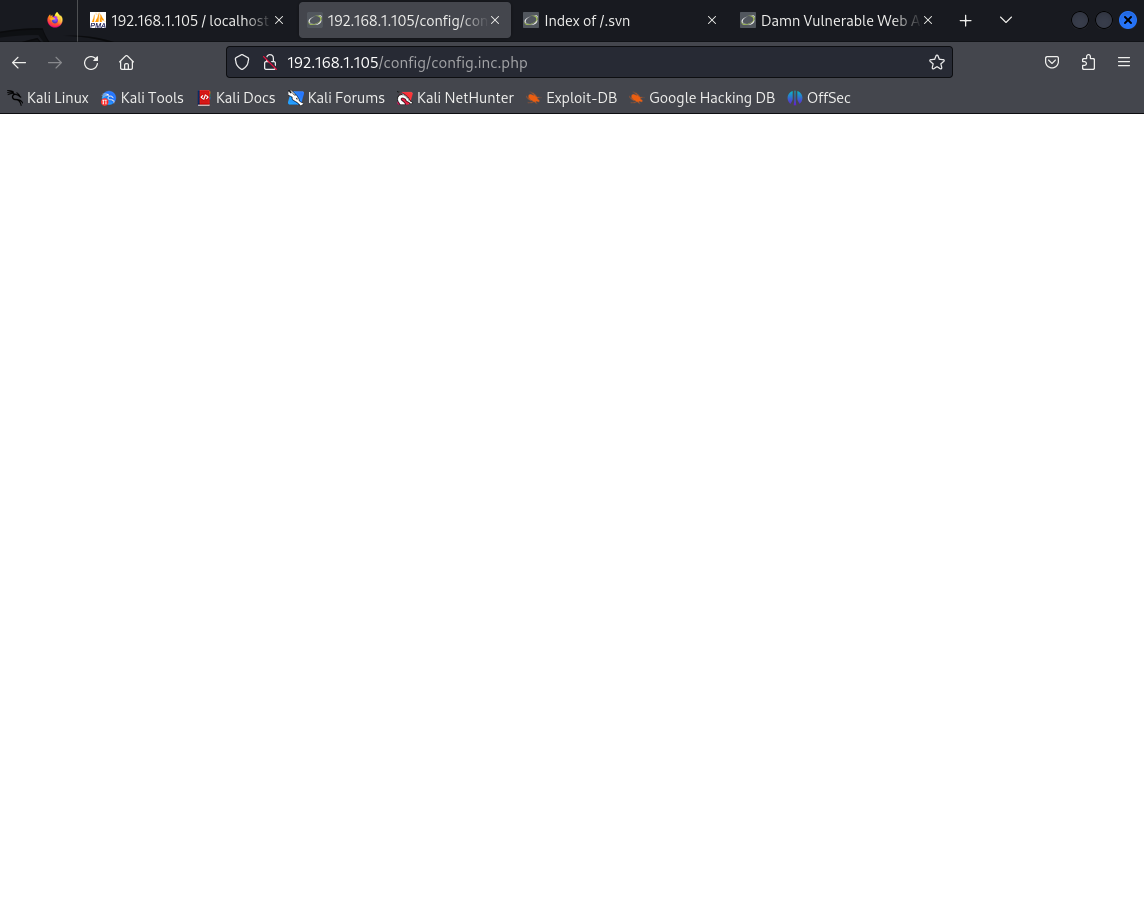 192.168.1.105 / localhost
192.168.1.105/config/con
Index of /.svn
Damn Vulnerable Web A
192.168.1.105/config/config.inc.php
Kali Linux
Kali Tools
Kali Docs
Kali Forums
Kali NetHunter
Exploit-DB
Google Hacking DB
OffSec